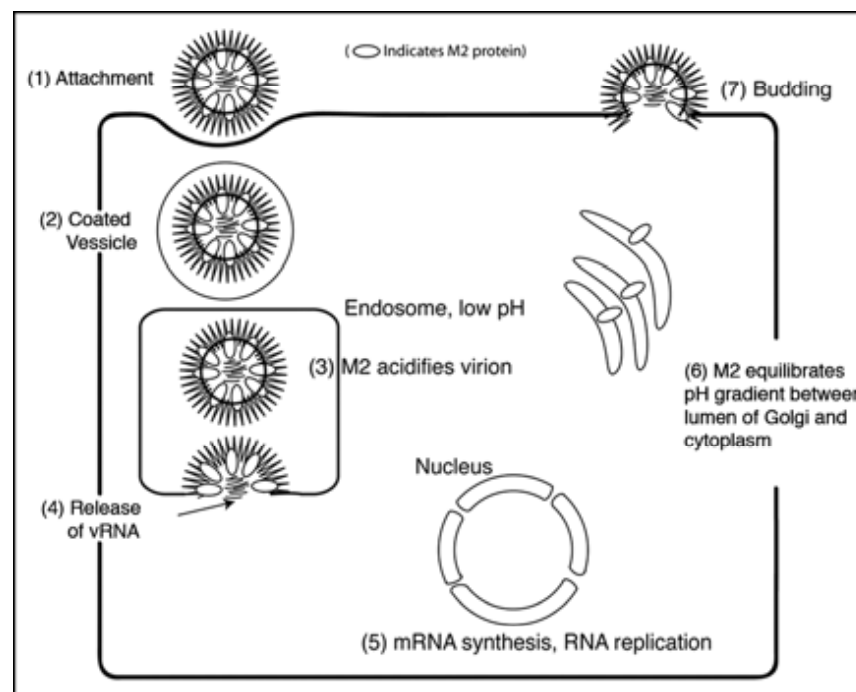 (1) Attachment
( Indicates M2 protein)
(7) Budding
(2) Coated
Vessicle
Endosome, low pH
(3) M2 acidifies virion
(6) M2 equilibrates
pH gradient between
lumen of Golgi and
cytoplasm
Nucleus
(4) Release
of vRNA
(5) mRNA synthesis, RNA replication